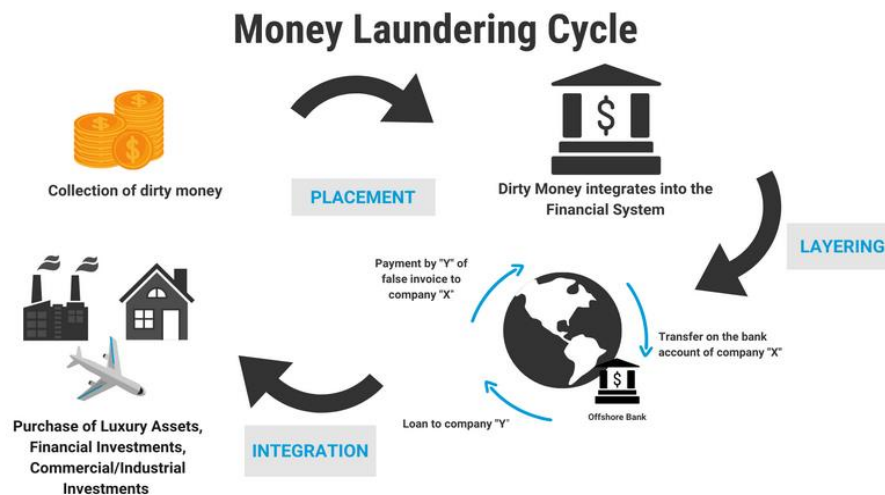 Money Laundering Cycle
$
Collection of dirty money
PLACEMENT
$
Dirty Money integrates into the
Financial System
LAYERING
Payment by "Y" of
false invoice to
company "X"
Transfer on the bank
account of company "X"
$
Offshore Bank
Loan to company "Y"
INTEGRATION
Purchase of Luxury Assets,
Financial Investments,
Commercial/Industrial
Investments